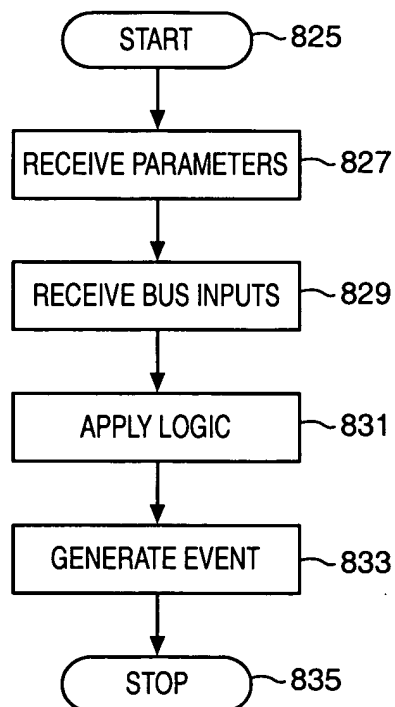 START 825
RECEIVE PARAMETERS 827
RECEIVE BUS INPUTS 829
APPLY LOGIC 831
GENERATE EVENT 833
STOP 835